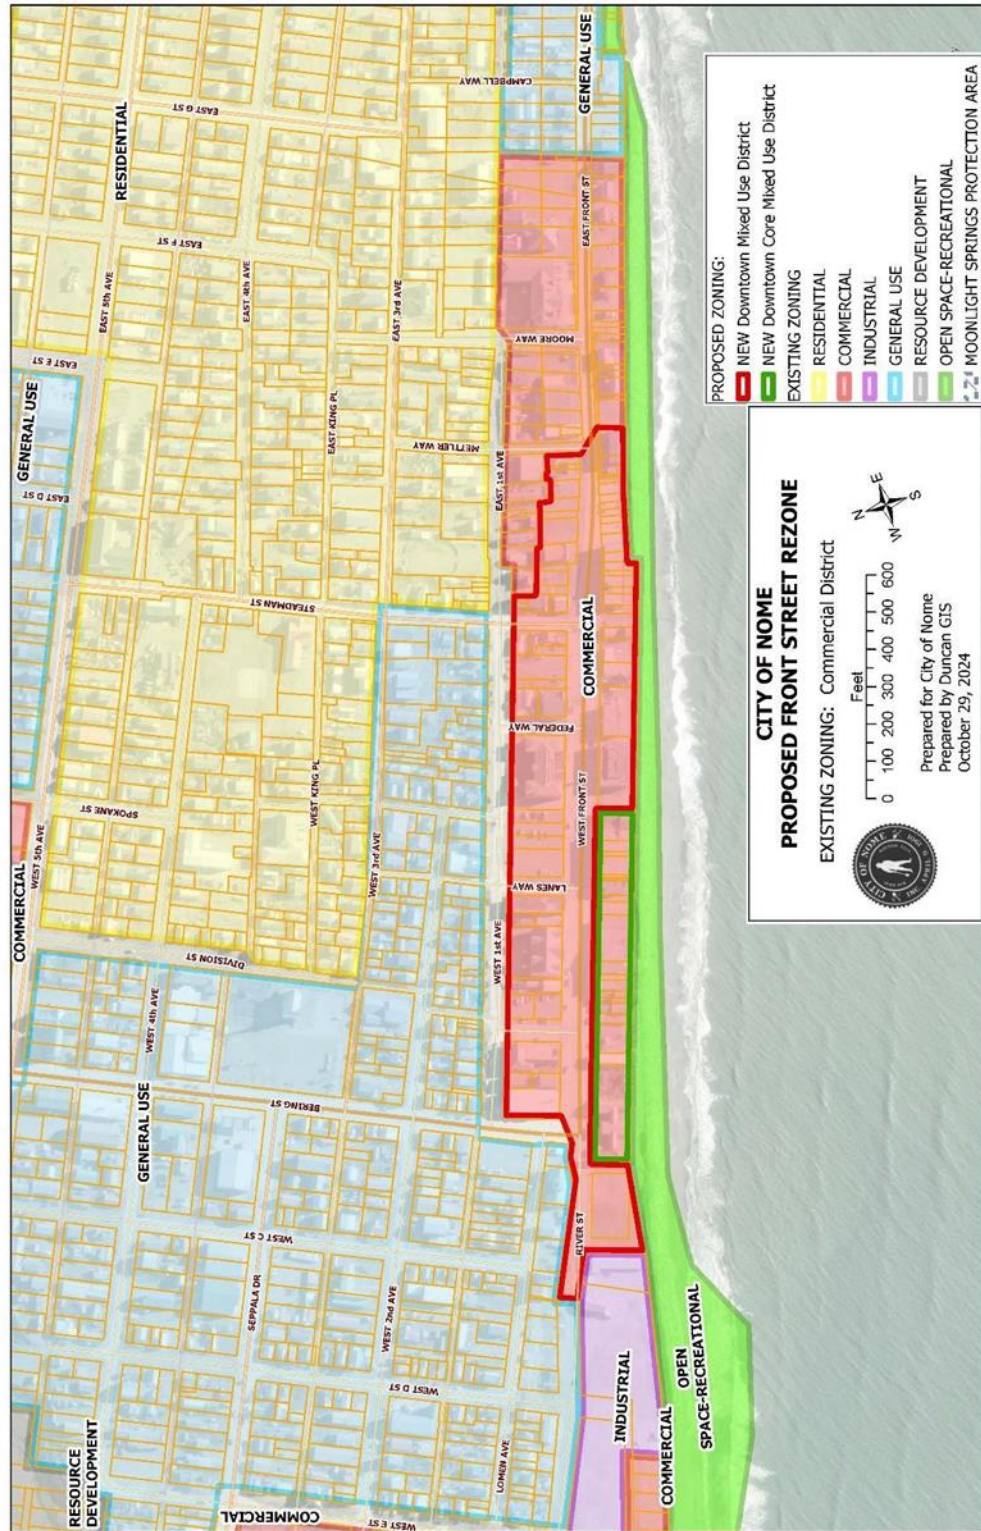 RESOURCE
DEVELOPMENT
COMMERCIAL
WEST E ST
GENERAL USE
WEST 4th AVE
SEPPALA DR
WEST C ST
WEST 2nd AVE
WEST D ST
LOMEN AVE
BERING ST
DIVISION ST
COMMERCIAL
WEST 5th AVE
SPOKANE ST
WEST KING PL
WEST 3rd AVE
STEADMAN ST
GENERAL USE
EAST D ST
EAST E ST
EAST 5th AVE
RESIDENTIAL
EAST F ST
EAST G ST
EAST 4th AVE
EAST KING PL
EAST 3rd AVE
METTLER WAY
CAMPBELL WAY
GENERAL USE
WEST 1st AVE
EAST 1st AVE
MOORE WAY
EAST FRONT ST
LANES WAY
FEDERAL WAY
WEST FRONT ST
COMMERCIAL
RIVER ST
INDUSTRIAL
COMMERCIAL
OPEN
SPACE-RECREATIONAL
CITY OF NOME
PROPOSED FRONT STREET REZONE
EXISTING ZONING: Commercial District
Feet
0 100 200 300 400 500 600
N
E
S
W
Prepared for City of Nome
Prepared by Duncan GIS
October 29, 2024
PROPOSED ZONING:
NEW Downtown Mixed Use District
NEW Downtown Core Mixed Use District
EXISTING ZONING
RESIDENTIAL
COMMERCIAL
INDUSTRIAL
GENERAL USE
RESOURCE DEVELOPMENT
OPEN SPACE-RECREATIONAL
MOONLIGHT SPRINGS PROTECTION AREA
CITY OF NOME